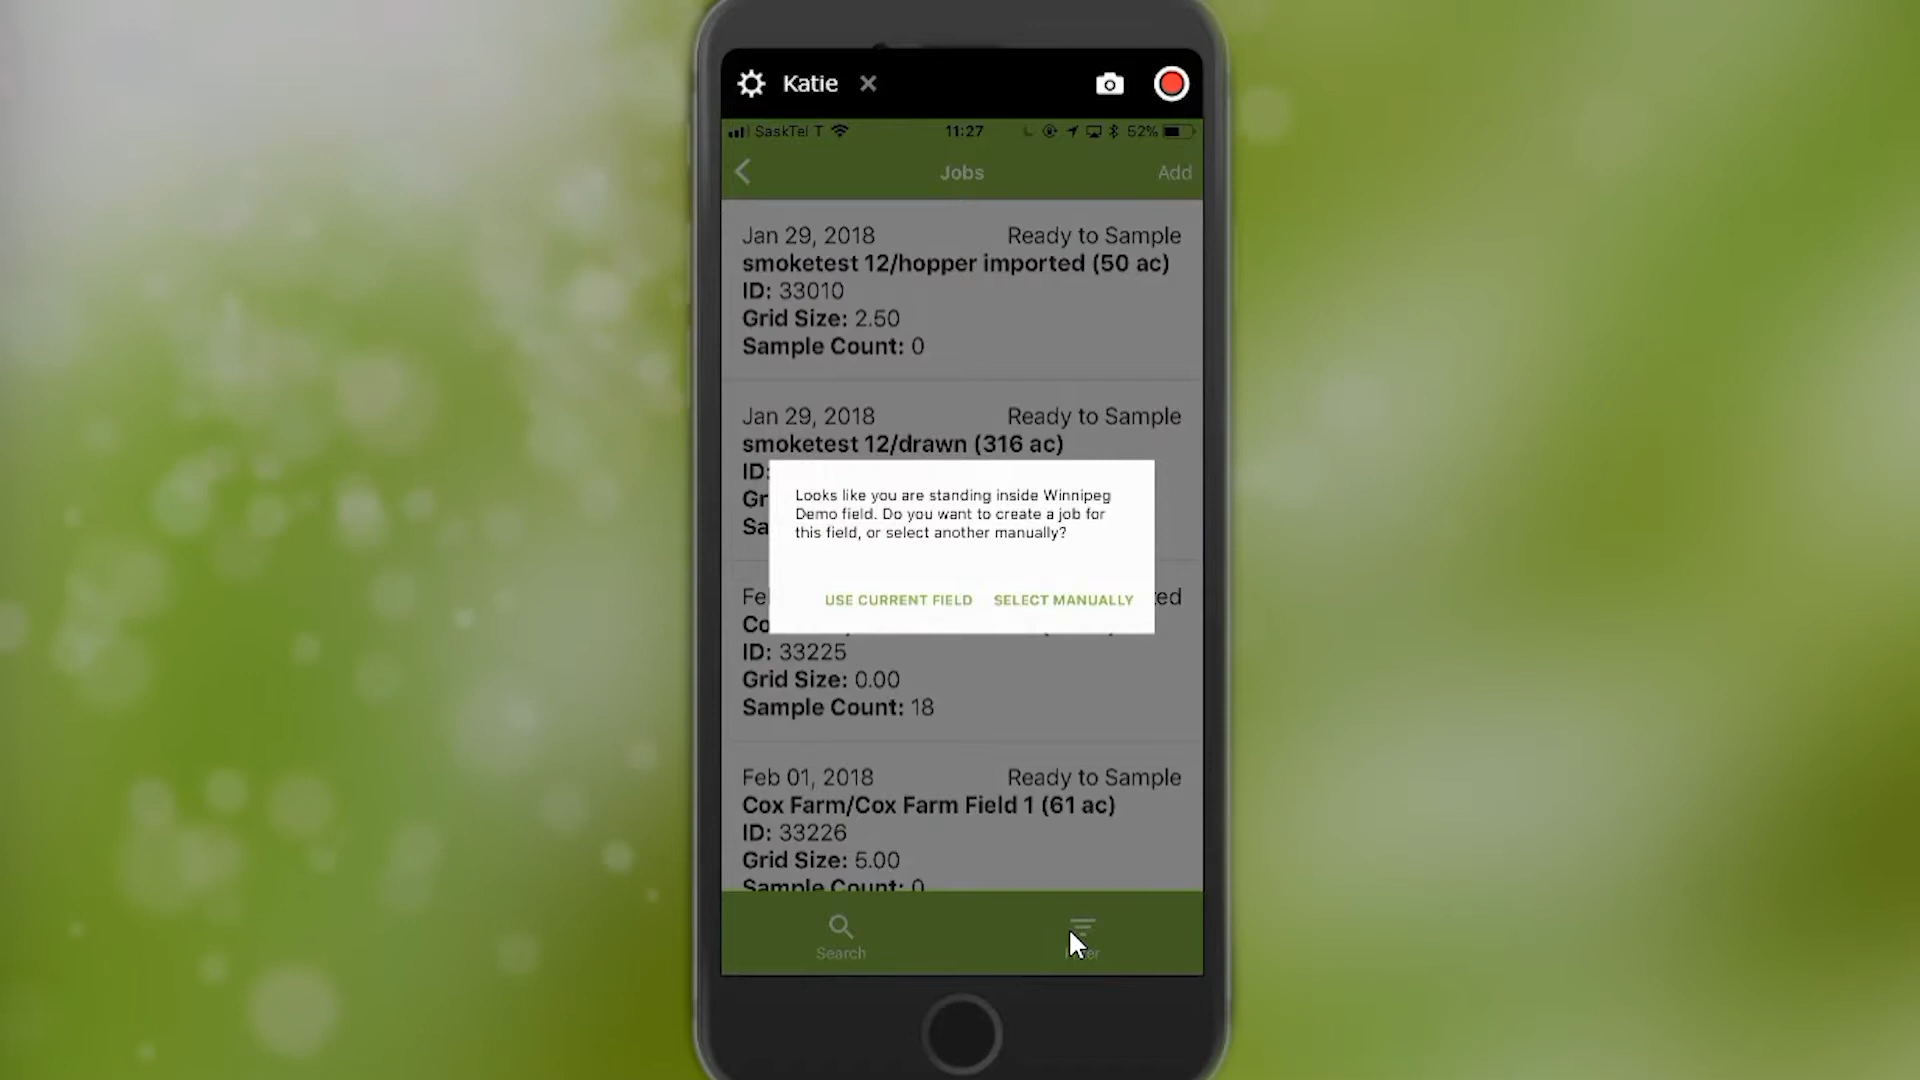 Katie
SaskTel T 11:27 52%
Jobs Add
Jan 29, 2018 Ready to Sample
smoketest 12/hopper imported (50 ac)
ID: 33010
Grid Size: 2.50
Sample Count: 0
Jan 29, 2018 Ready to Sample
smoketest 12/drawn (316 ac)
ID:
Gr
Sa
Looks like you are standing inside Winnipeg
Demo field. Do you want to create a job for
this field, or select another manually?
USE CURRENT FIELD SELECT MANUALLY
Fe
Co
ID: 33225
Grid Size: 0.00
Sample Count: 18
Feb 01, 2018 Ready to Sample
Cox Farm/Cox Farm Field 1 (61 ac)
ID: 33226
Grid Size: 5.00
Sample Count: 0
Search